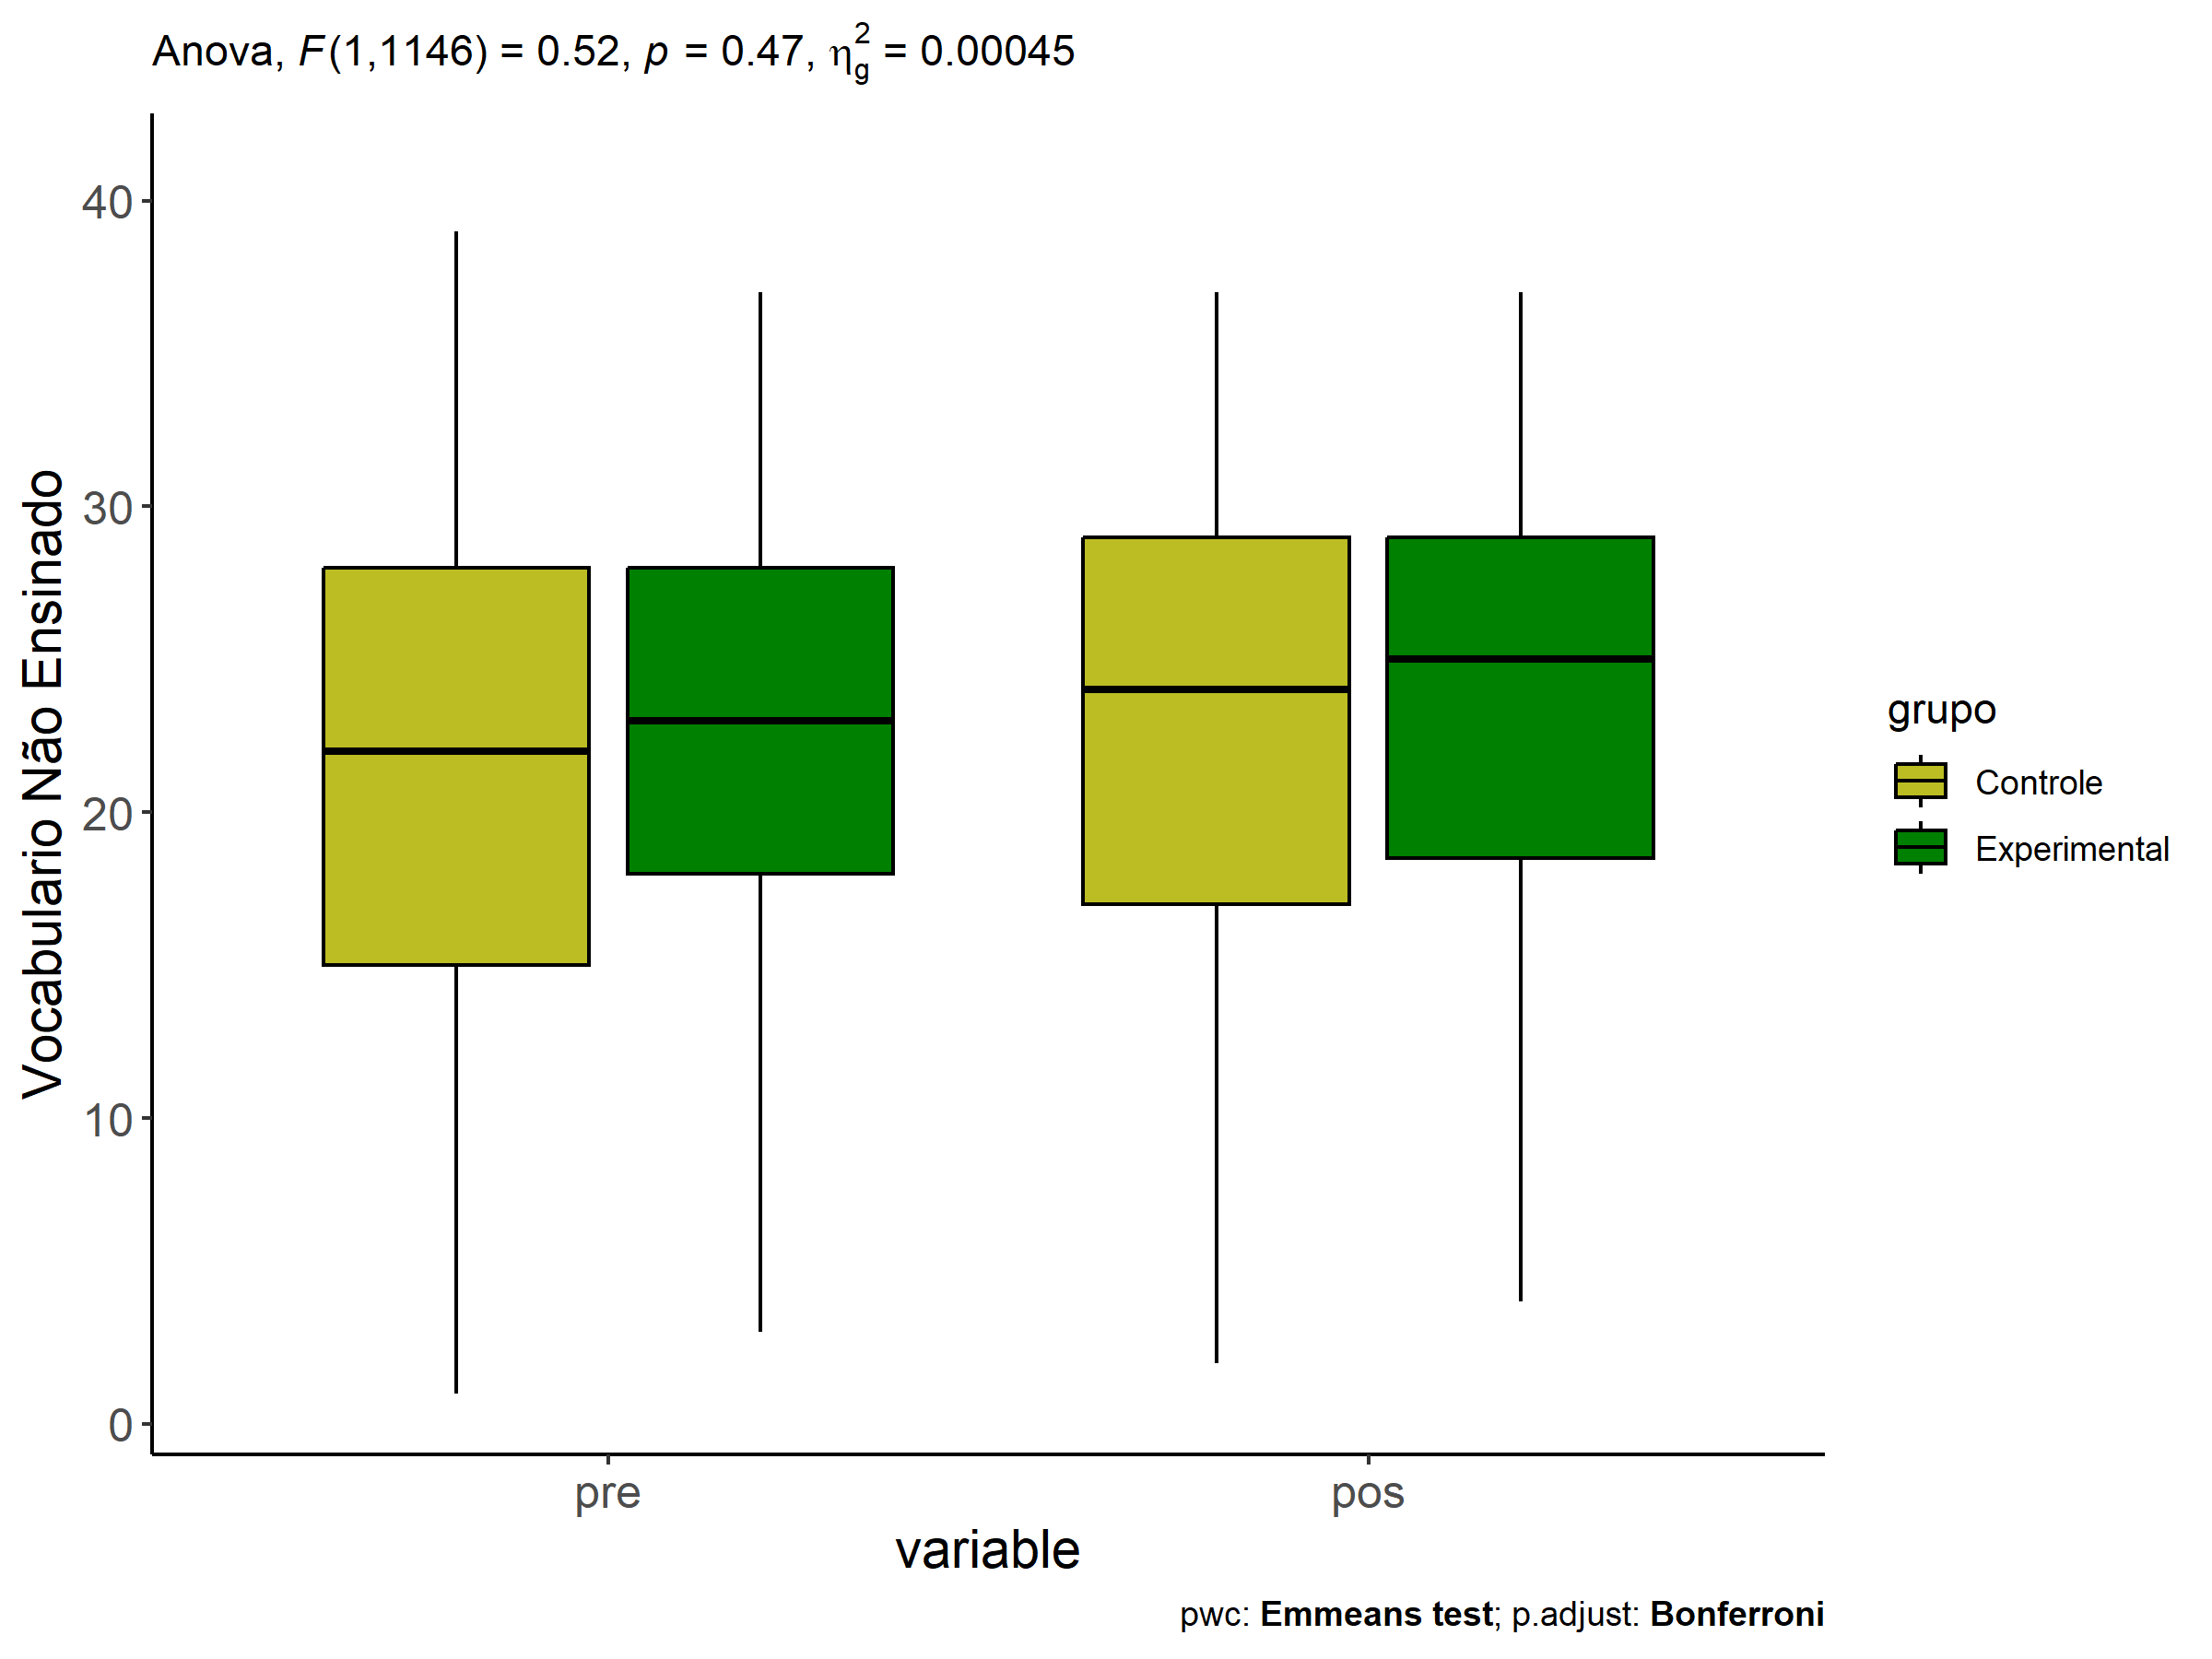 Anova, F(1,1146) = 0.52, p = 0.47, η²g = 0.00045
Vocabulario Não Ensinado
40
30
20
10
0
pre
pos
variable
grupo
Controle
Experimental
pwc: Emmeans test; p.adjust: Bonferroni